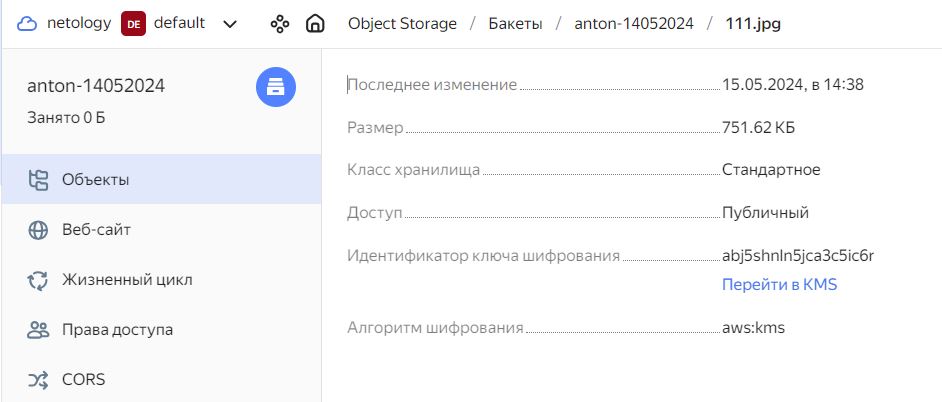 netology DE default Object Storage / Бакеты / anton-14052024 / 111.jpg
anton-14052024
Занято 0 Б
Объекты
Веб-сайт
Жизненный цикл
Права доступа
CORS
Последнее изменение 15.05.2024, в 14:38
Размер 751.62 КБ
Класс хранилища Стандартное
Доступ Публичный
Идентификатор ключа шифрования abj5shnln5jca3c5ic6r
Перейти в KMS
Алгоритм шифрования aws:kms